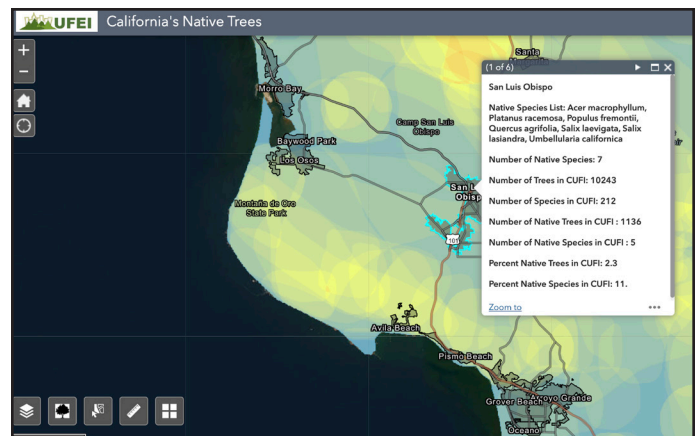 UFEI
California's Native Trees
+
−
Santa
(1 of 6)
San Luis Obispo
Native Species List: Acer macrophyllum,
Platanus racemosa, Populus fremontii,
Quercus agrifolia, Salix laevigata, Salix
lasiandra, Umbellularia californica
Number of Native Species: 7
Number of Trees in CUFI: 10243
Number of Species in CUFI: 212
Number of Native Trees in CUFI : 1136
Number of Native Species in CUFI : 5
Percent Native Trees in CUFI: 2.3
Percent Native Species in CUFI: 11.
Zoom to
Morro Bay
Camp San Luis
Obispo
Baywood Park
Los Osos
San L
Obisp
Montaña de Oro
State Park
101
Avila Beach
Pismo Beach
Grover Beach
Arroyo Grande
Oceano